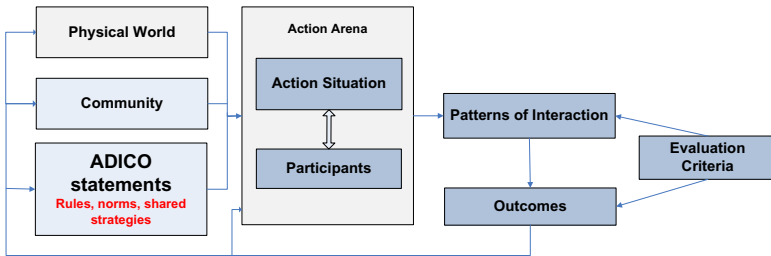 Physical World
Community
ADICO
statements
Rules, norms, shared
strategies
Action Arena
Action Situation
Participants
Patterns of Interaction
Outcomes
Evaluation
Criteria